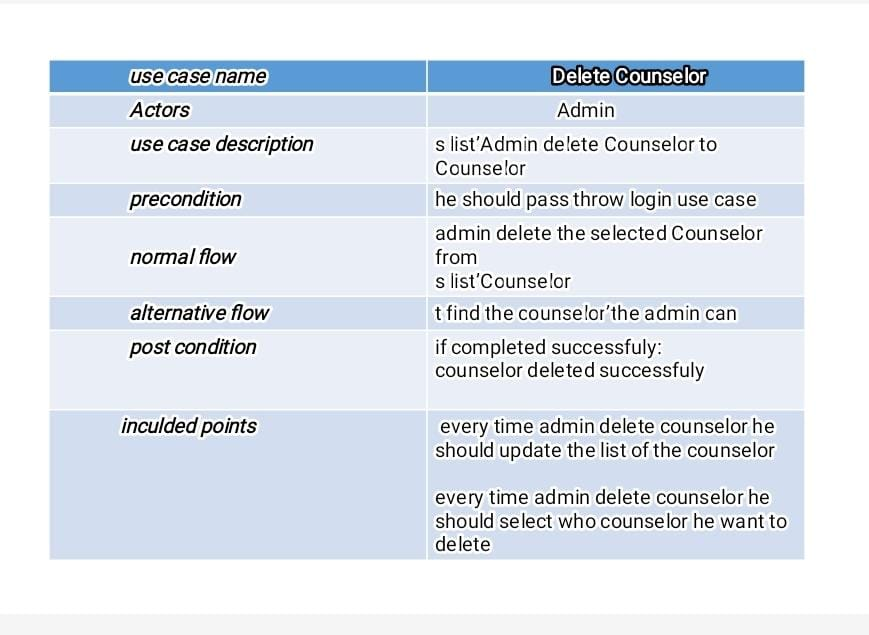 use case name
Delete Counselor
Actors
Admin
use case description
s list’Admin delete Counselor to
Counselor
precondition
he should pass throw login use case
normal flow
admin delete the selected Counselor
from
s list’Counselor
alternative flow
t find the counselor’the admin can
post condition
if completed successfuly:
counselor deleted successfuly
inculded points
every time admin delete counselor he
should update the list of the counselor
every time admin delete counselor he
should select who counselor he want to
delete